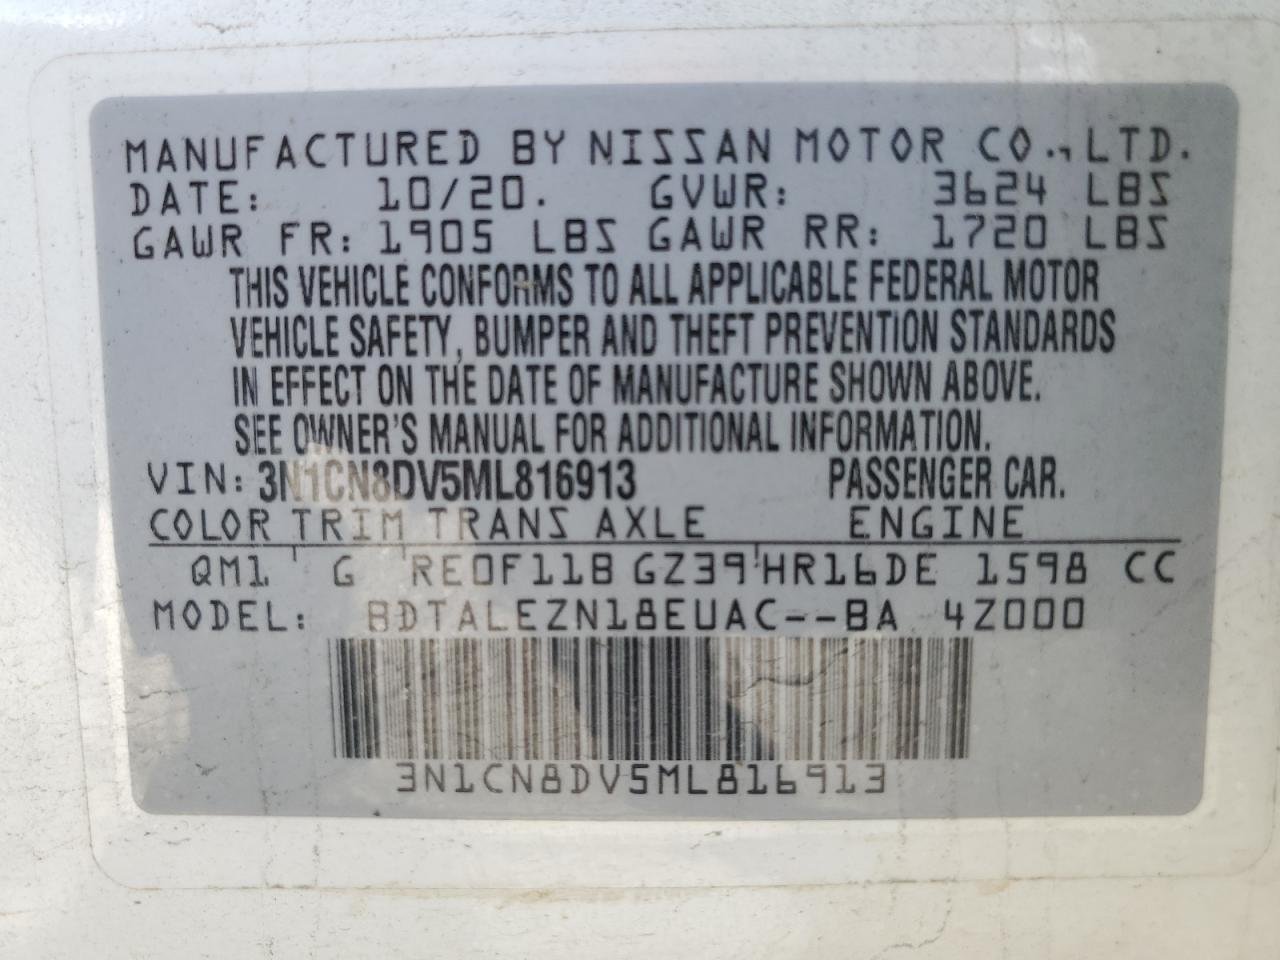 MANUFACTURED BY NISSAN MOTOR CO., LTD.
DATE: 10/20. GVWR: 3624 LBS
GAWR FR: 1905 LBS GAWR RR: 1720 LBS
THIS VEHICLE CONFORMS TO ALL APPLICABLE FEDERAL MOTOR
VEHICLE SAFETY, BUMPER AND THEFT PREVENTION STANDARDS
IN EFFECT ON THE DATE OF MANUFACTURE SHOWN ABOVE.
SEE OWNER'S MANUAL FOR ADDITIONAL INFORMATION.
VIN: 3N1CN8DV5ML816913 PASSENGER CAR.
COLOR TRIM TRANS AXLE ENGINE
QM1 G RE0F11B GZ39 HR16DE 1598 CC
MODEL: BDTALEZN18EUAC--BA 4Z000
3N1CN8DV5ML816913